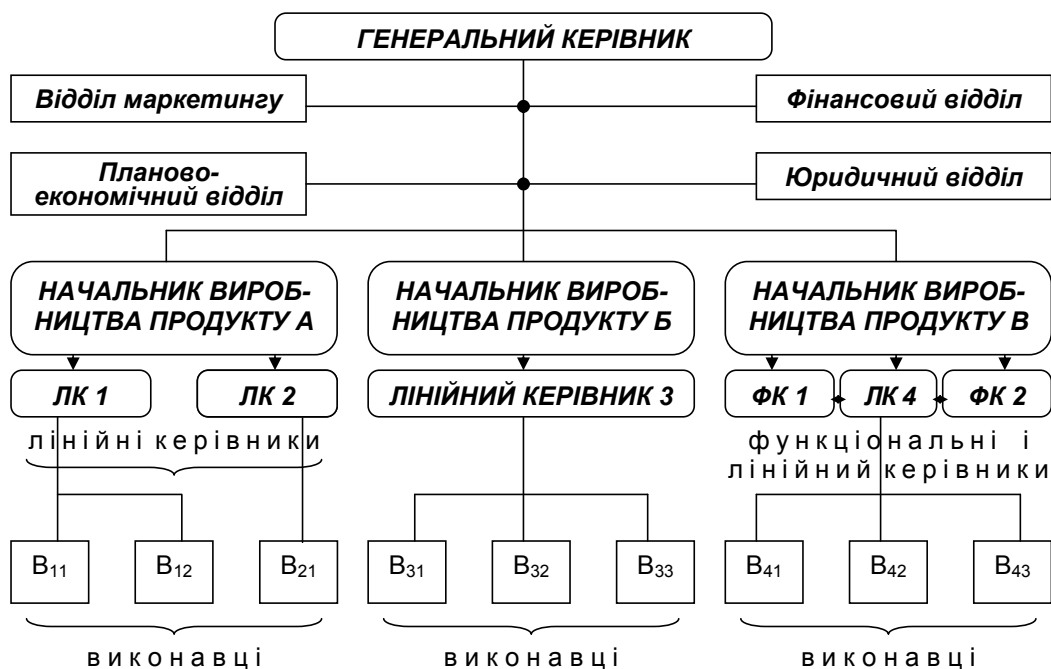 ГЕНЕРАЛЬНИЙ КЕРІВНИК
Відділ маркетингу
Фінансовий відділ
Планово-
економічний відділ
Юридичний відділ
НАЧАЛЬНИК ВИРОБ-
НИЦТВА ПРОДУКТУ А
НАЧАЛЬНИК ВИРОБ-
НИЦТВА ПРОДУКТУ Б
НАЧАЛЬНИК ВИРОБ-
НИЦТВА ПРОДУКТУ В
ЛК 1
ЛК 2
ЛІНІЙНИЙ КЕРІВНИК 3
ФК 1
ЛК 4
ФК 2
лінійні керівники
функціональні і
лінійний керівники
В11
В12
В21
В31
В32
В33
В41
В42
В43
виконавці
виконавці
виконавці